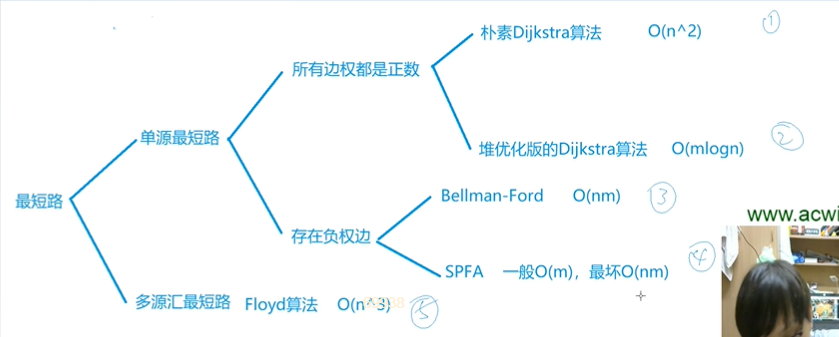 朴素Dijkstra算法 O(n^2) ①
所有边权都是正数
单源最短路
堆优化版的Dijkstra算法 O(mlogn) ②
最短路
Bellman-Ford O(nm) ③
www.acwi
存在负权边
SPFA 一般O(m)，最坏O(nm) ④
多源汇最短路 Floyd算法 O(n^3) ⑤